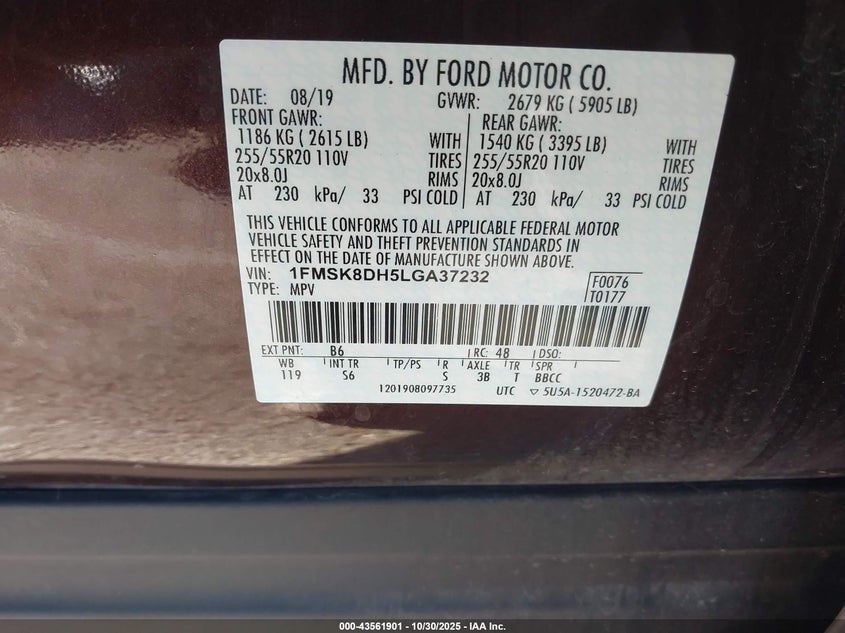 MFD. BY FORD MOTOR CO.
DATE: 08/19 GVWR: 2679 KG ( 5905 LB)
FRONT GAWR: REAR GAWR:
1186 KG ( 2615 LB) WITH 1540 KG ( 3395 LB) WITH
255/55R20 110V TIRES 255/55R20 110V TIRES
20x8.0J RIMS 20x8.0J RIMS
AT 230 kPa/ 33 PSI COLD AT 230 kPa/ 33 PSI COLD
THIS VEHICLE CONFORMS TO ALL APPLICABLE FEDERAL MOTOR
VEHICLE SAFETY AND THEFT PREVENTION STANDARDS IN
EFFECT ON THE DATE OF MANUFACTURE SHOWN ABOVE.
VIN: 1FMSK8DH5LGA37232 F0076
TYPE: MPV T0177
EXT PNT: B6 RC: 48 DSO:
WB INT TR TP/PS R AXLE TR SPR
119 S6 S 3B T BBCC
1201908097735 UTC ▽ 5U5A-1520472-BA
000-43561901 - 10/30/2025 - IAA Inc.